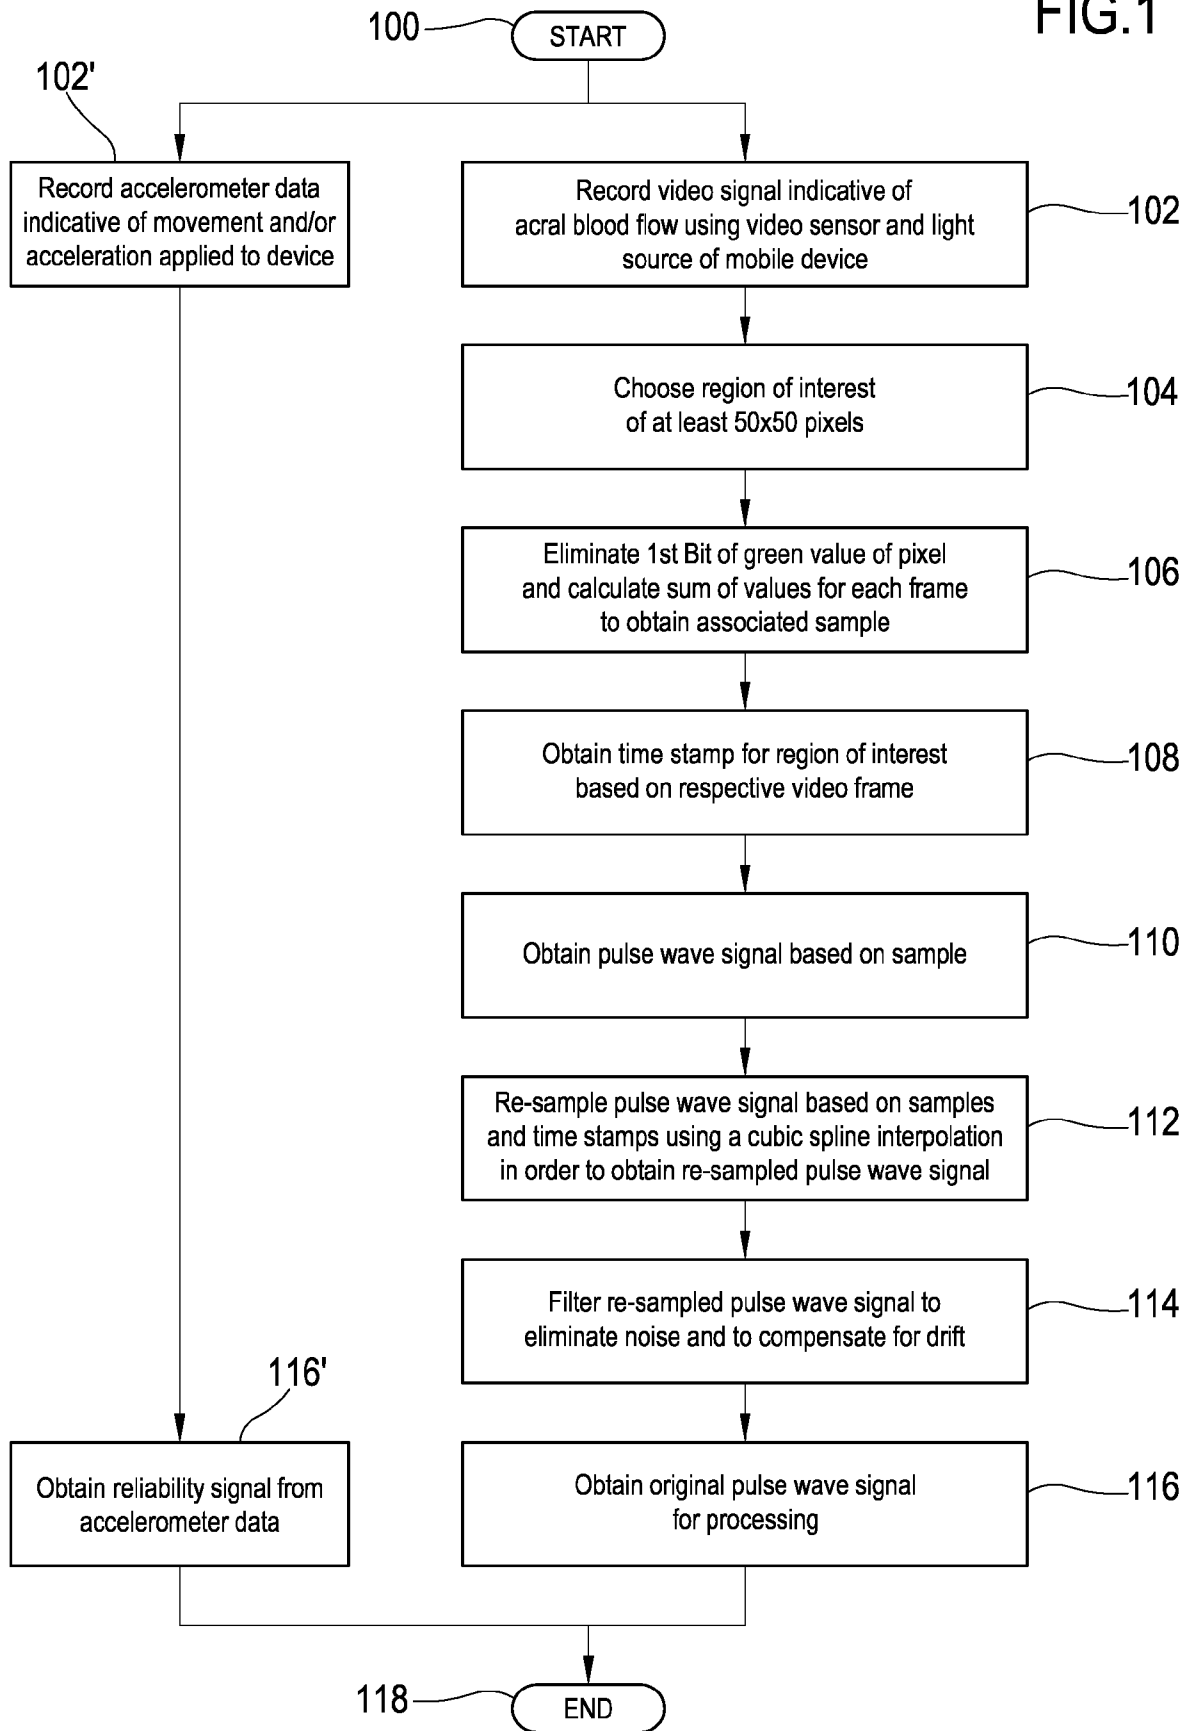 FIG.1
100
START
102'
Record accelerometer data
indicative of movement and/or
acceleration applied to device
Record video signal indicative of
acral blood flow using video sensor and light
source of mobile device
102
Choose region of interest
of at least 50x50 pixels
104
Eliminate 1st Bit of green value of pixel
and calculate sum of values for each frame
to obtain associated sample
106
Obtain time stamp for region of interest
based on respective video frame
108
Obtain pulse wave signal based on sample
110
Re-sample pulse wave signal based on samples
and time stamps using a cubic spline interpolation
in order to obtain re-sampled pulse wave signal
112
Filter re-sampled pulse wave signal to
eliminate noise and to compensate for drift
114
116'
Obtain reliability signal from
accelerometer data
Obtain original pulse wave signal
for processing
116
118
END